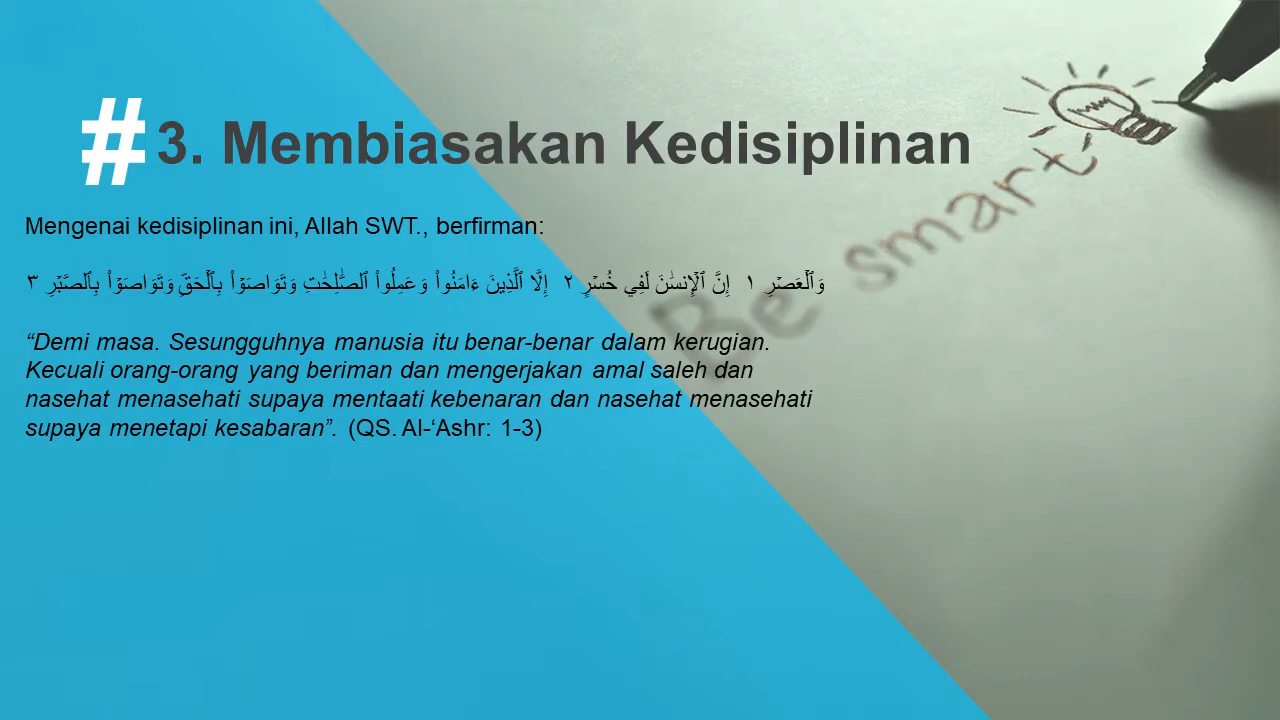 #3. Membiasakan Kedisiplinan
Mengenai kedisiplinan ini, Allah SWT., berfirman:
وَٱلۡعَصۡرِ ١ إِنَّ ٱلۡإِنسَٰنَ لَفِي خُسۡرٍ ٢ إِلَّا ٱلَّذِينَ ءَامَنُواْ وَعَمِلُواْ ٱلصَّٰلِحَٰتِ وَتَوَاصَوۡاْ بِٱلۡحَقِّ وَتَوَاصَوۡاْ بِٱلصَّبۡرِ ٣
“Demi masa. Sesungguhnya manusia itu benar-benar dalam kerugian.
Kecuali orang-orang yang beriman dan mengerjakan amal saleh dan
nasehat menasehati supaya mentaati kebenaran dan nasehat menasehati
supaya menetapi kesabaran”. (QS. Al-‘Ashr: 1-3)
Be smart